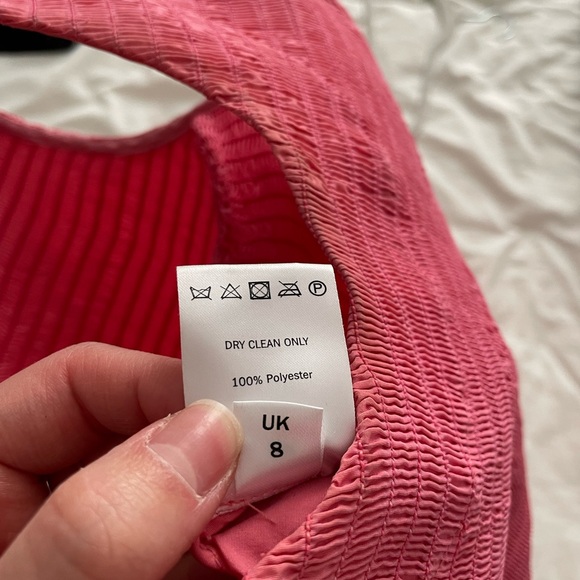 P
DRY CLEAN ONLY
100% Polyester
UK
8